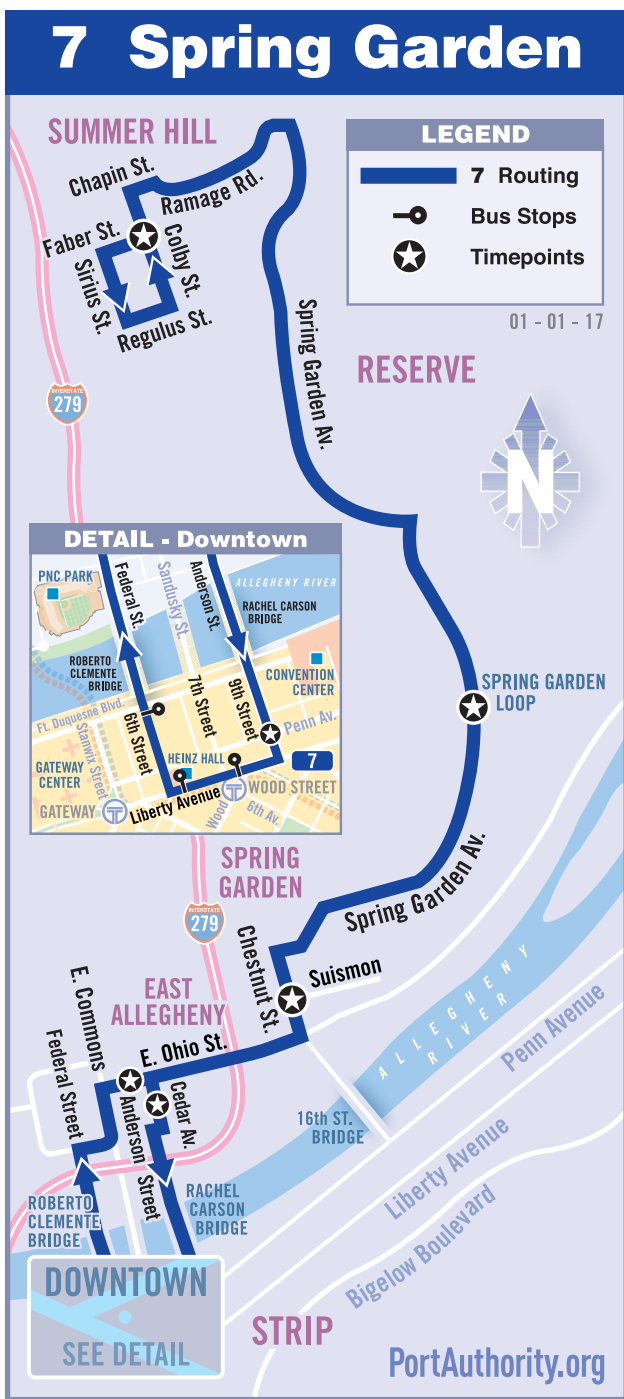 7 Spring Garden
SUMMER HILL
LEGEND
7 Routing
Bus Stops
Timepoints
01 - 01 - 17
Chapin St.
Ramage Rd.
Faber St.
Colby St.
Sirius St.
Regulus St.
Spring Garden Av.
RESERVE
INTERSTATE
279
N
DETAIL - Downtown
PNC PARK
Federal St.
Sandusky St.
Anderson St.
ALLEGHENY RIVER
RACHEL CARSON
BRIDGE
ROBERTO
CLEMENTE
BRIDGE
CONVENTION
CENTER
Ft. Duquesne Blvd.
6th Street
7th Street
9th Street
Penn Av.
Stanwix Street
GATEWAY
CENTER
HEINZ HALL
7
GATEWAY
Liberty Avenue
WOOD STREET
Wood
6th Av.
SPRING GARDEN
LOOP
SPRING
GARDEN
Spring Garden Av.
INTERSTATE
279
Chestnut St.
Suismon
EAST
ALLEGHENY
E. Commons
E. Ohio St.
Federal Street
Cedar Av.
Anderson Street
ALLEGHENY
RIVER
Penn Avenue
16th ST.
BRIDGE
Liberty Avenue
Bigelow Boulevard
ROBERTO
CLEMENTE
BRIDGE
RACHEL
CARSON
BRIDGE
DOWNTOWN
SEE DETAIL
STRIP
PortAuthority.org